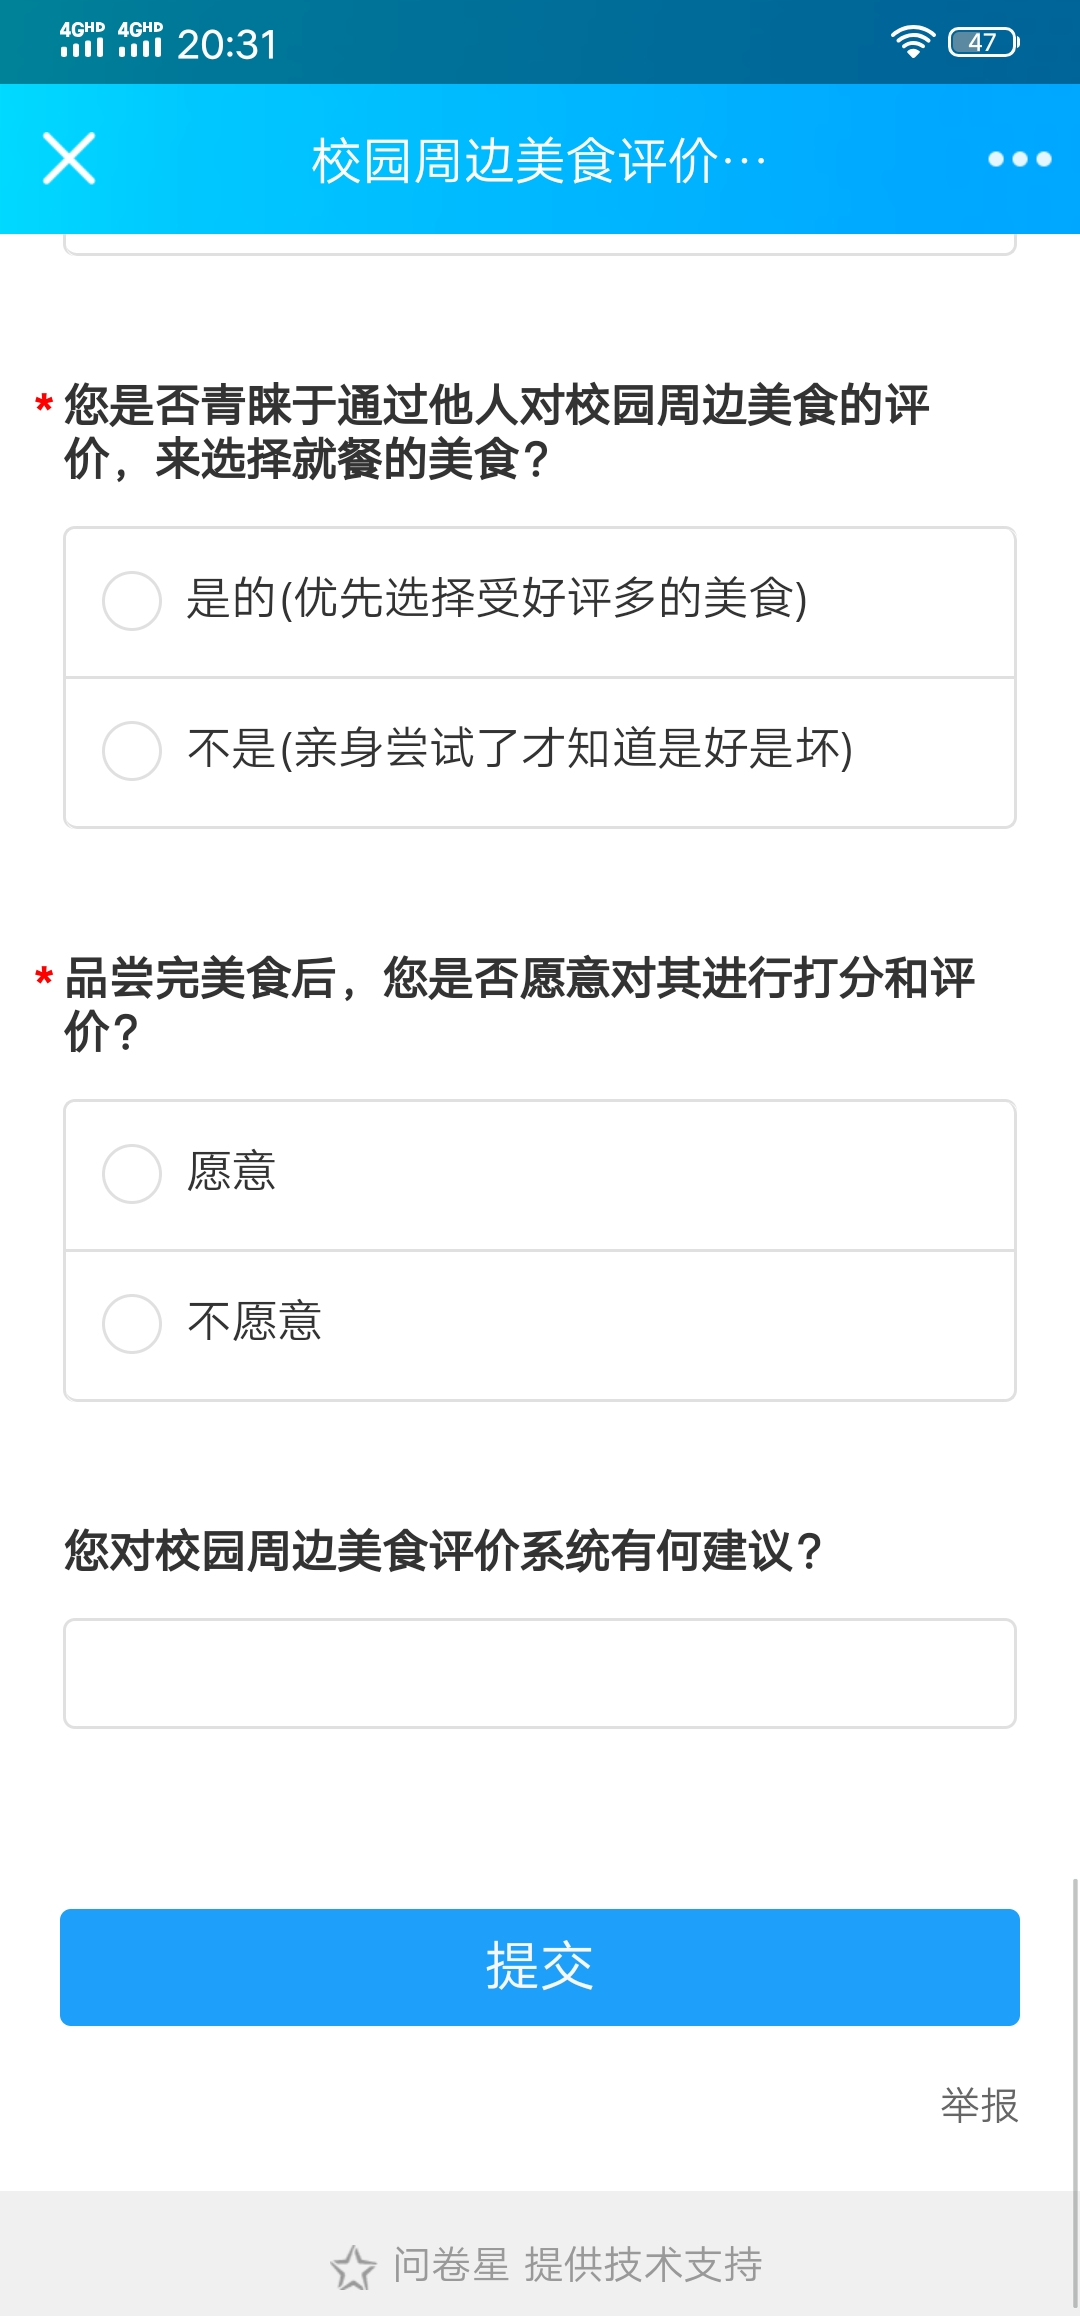 4GHD 4GHD 20:31 47
校园周边美食评价…
* 您是否青睐于通过他人对校园周边美食的评
价，来选择就餐的美食？
是的(优先选择受好评多的美食)
不是(亲身尝试了才知道是好是坏)
* 品尝完美食后，您是否愿意对其进行打分和评
价？
愿意
不愿意
您对校园周边美食评价系统有何建议？
提交
举报
问卷星 提供技术支持